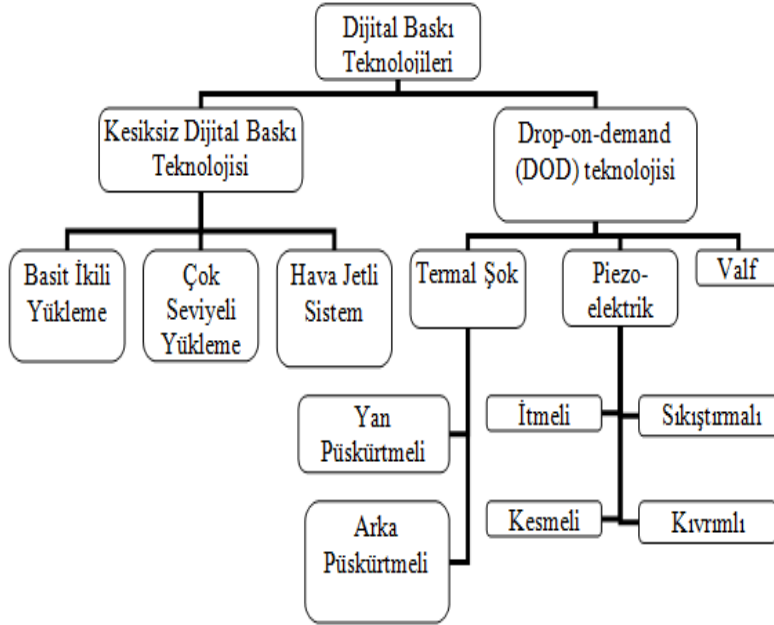 Dijital Baskı
Teknolojileri
Kesiksiz Dijital Baskı
Teknolojisi
Drop-on-demand
(DOD) teknolojisi
Basit İkili
Yükleme
Çok
Seviyeli
Yükleme
Hava Jetli
Sistem
Termal Şok
Piezo-
elektrik
Valf
Yan
Püskürtmeli
İtmeli
Sıkıştırmalı
Arka
Püskürtmeli
Kesmeli
Kıvrımlı